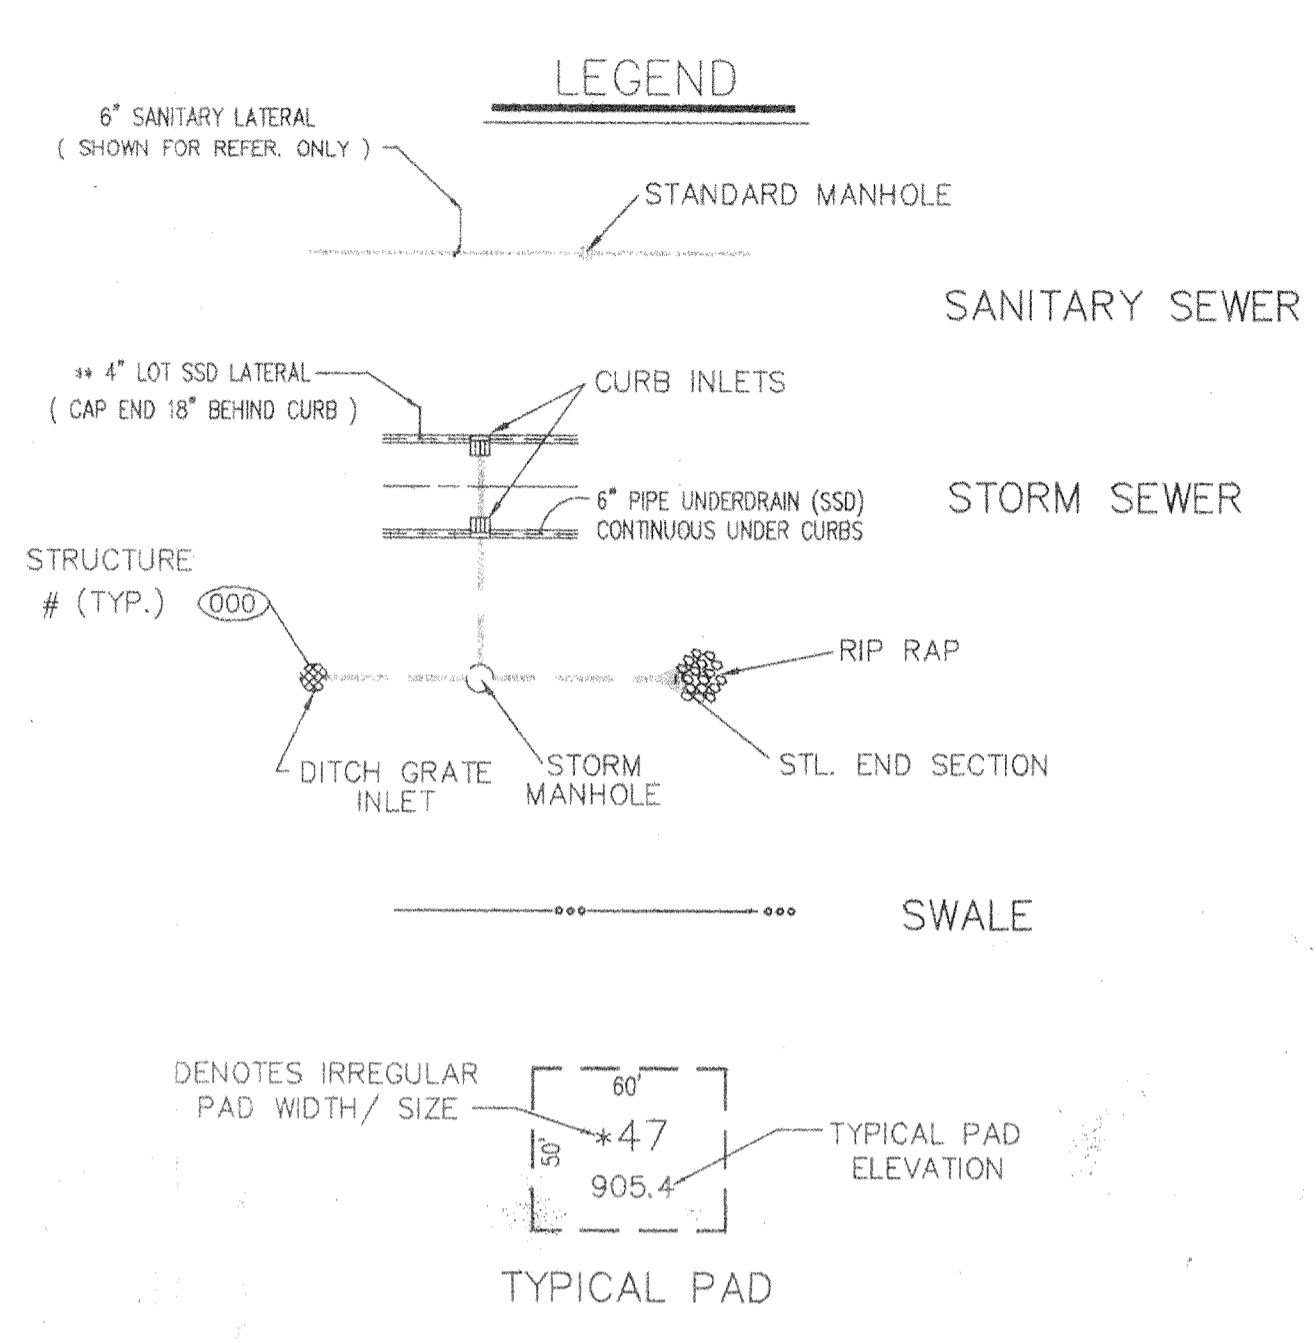 LEGEND
6" SANITARY LATERAL
( SHOWN FOR REFER. ONLY )
STANDARD MANHOLE
SANITARY SEWER
** 4" LOT SSD LATERAL
( CAP END 18" BEHIND CURB )
CURB INLETS
6" PIPE UNDERDRAIN (SSD)
CONTINUOUS UNDER CURBS
STORM SEWER
STRUCTURE
# (TYP.)
000
RIP RAP
STL. END SECTION
DITCH GRATE
INLET
STORM
MANHOLE
SWALE
DENOTES IRREGULAR
PAD WIDTH/ SIZE
60'
50'
*47
905.4
TYPICAL PAD
ELEVATION
TYPICAL PAD